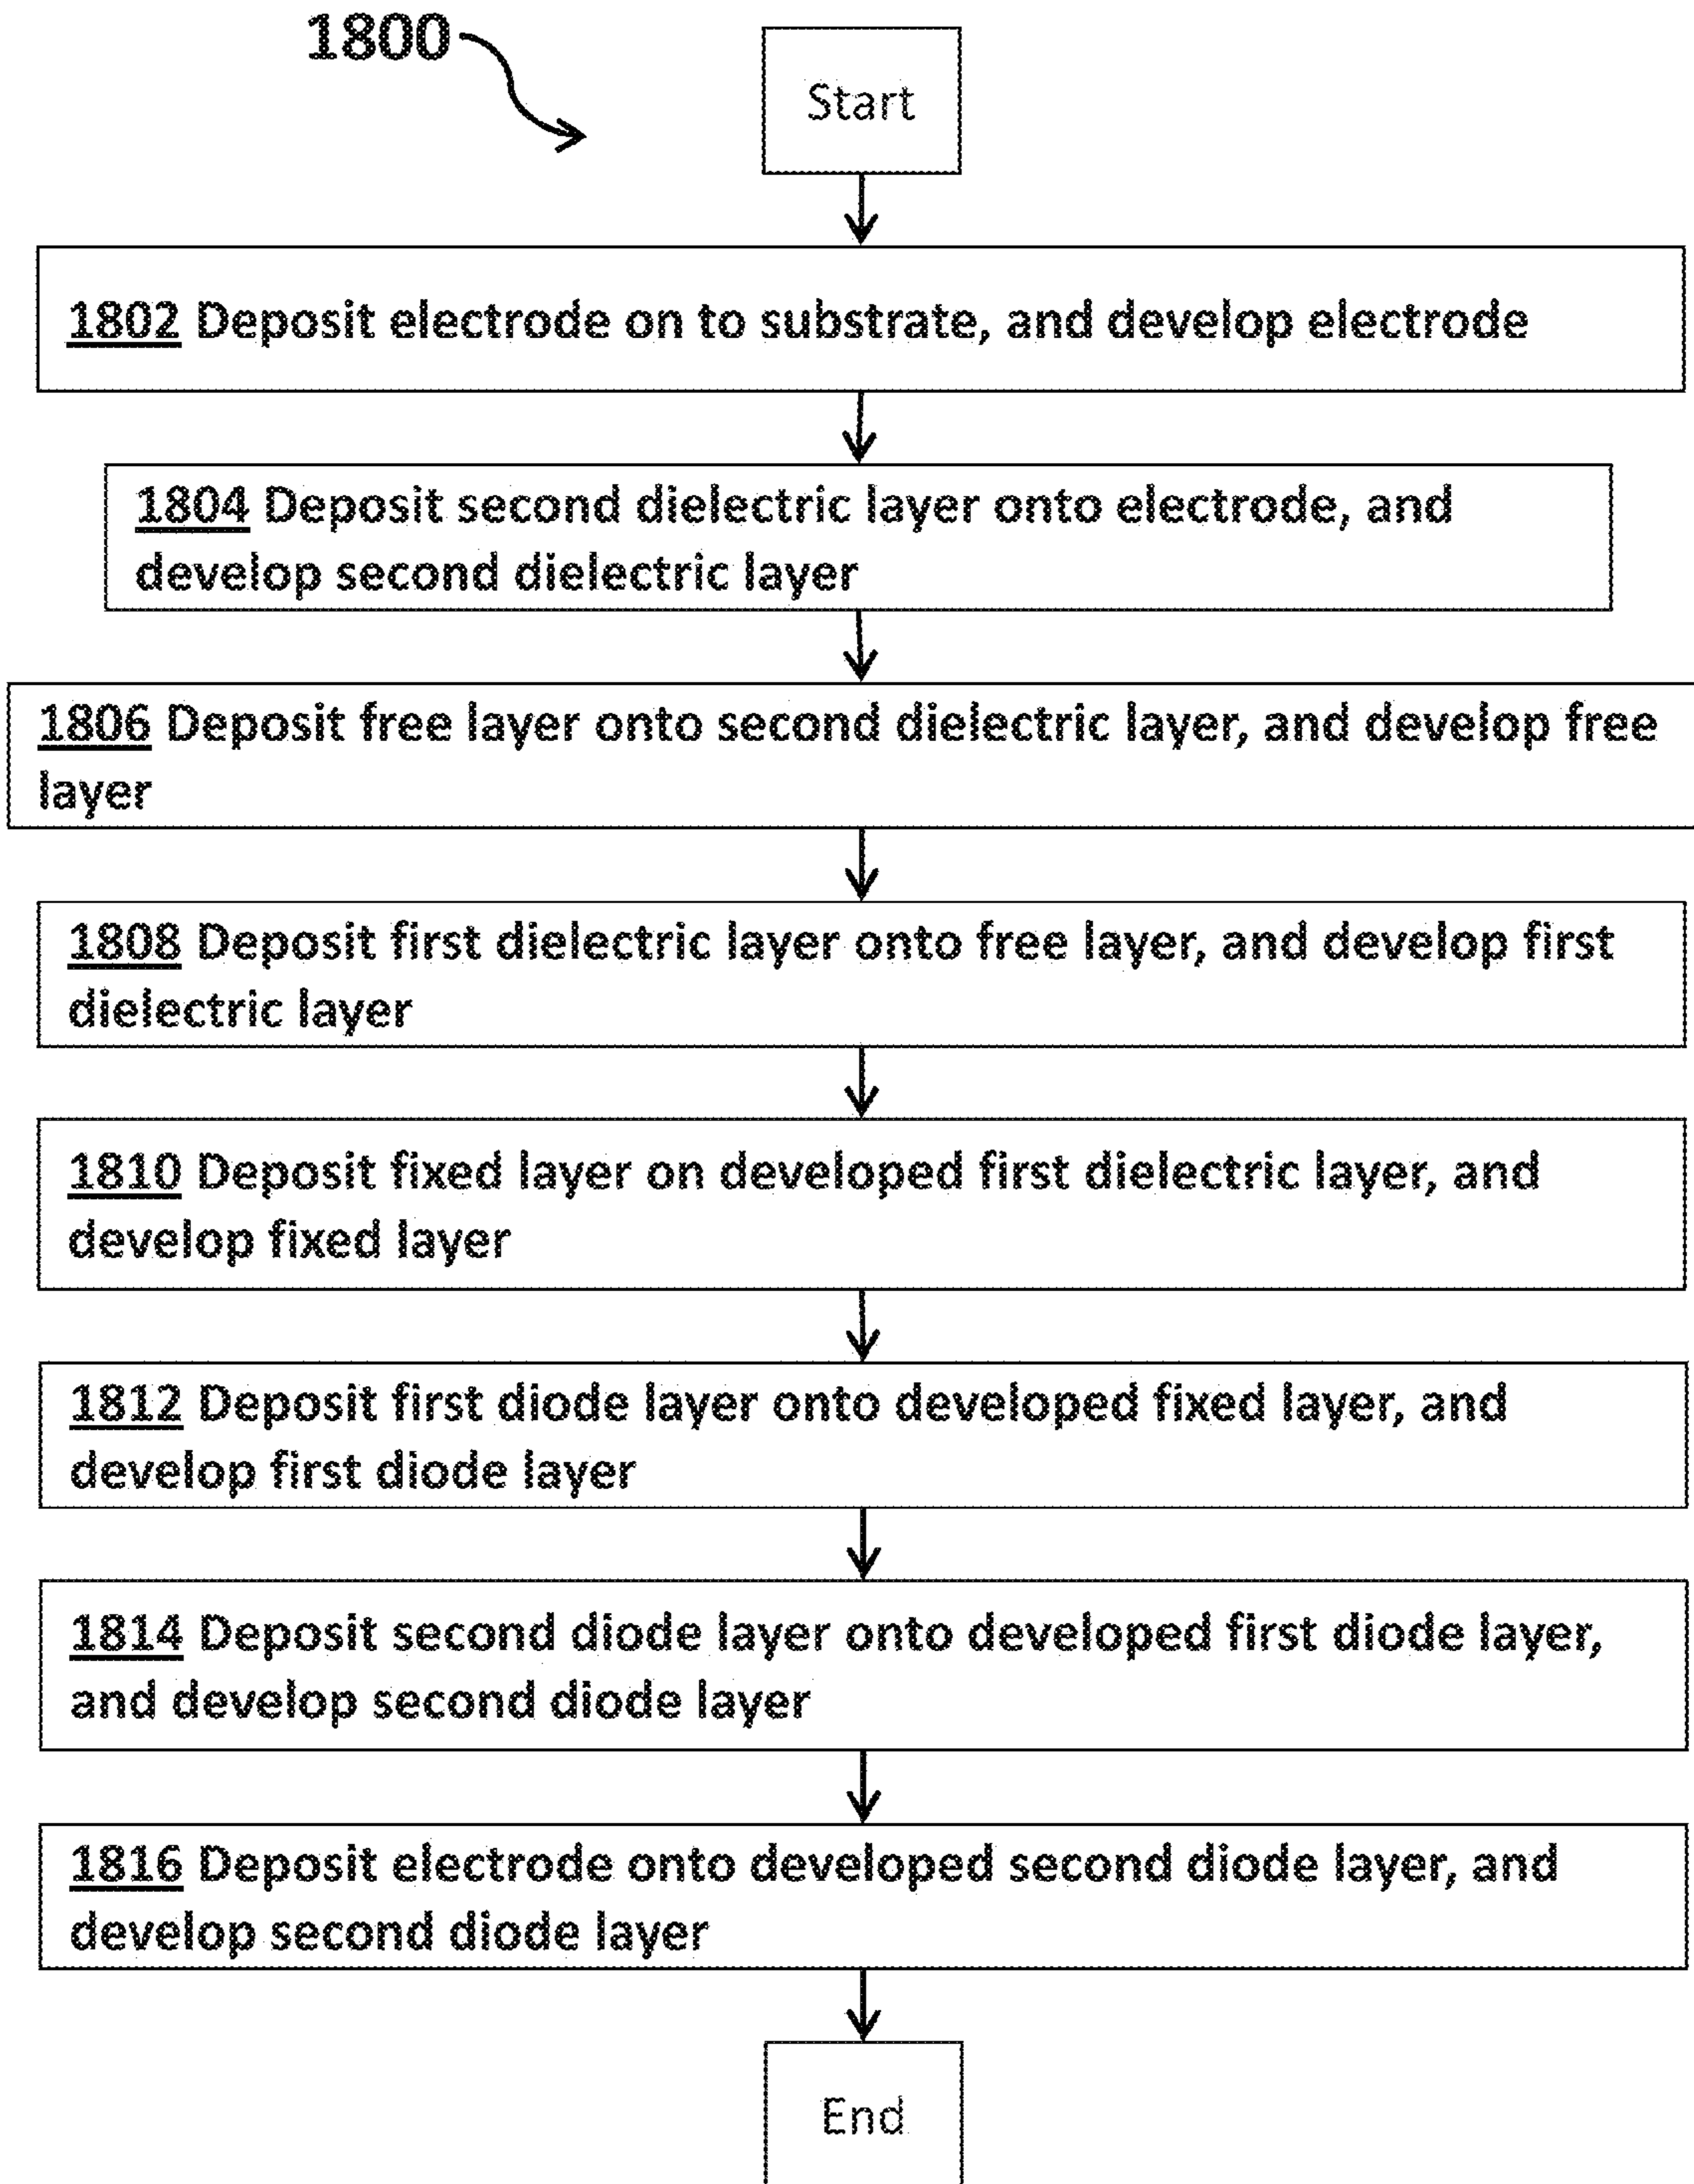 1800
Start
1802 Deposit electrode on to substrate, and develop electrode
1804 Deposit second dielectric layer onto electrode, and
develop second dielectric layer
1806 Deposit free layer onto second dielectric layer, and develop free
layer
1808 Deposit first dielectric layer onto free layer, and develop first
dielectric layer
1810 Deposit fixed layer on developed first dielectric layer, and
develop fixed layer
1812 Deposit first diode layer onto developed fixed layer, and
develop first diode layer
1814 Deposit second diode layer onto developed first diode layer,
and develop second diode layer
1816 Deposit electrode onto developed second diode layer, and
develop second diode layer
End